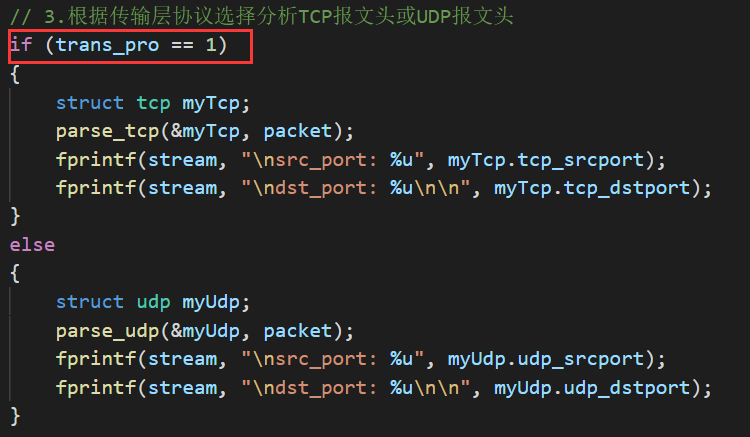 // 3.根据传输层协议选择分析TCP报文头或UDP报文头
if (trans_pro == 1)
{
    struct tcp myTcp;
    parse_tcp(&myTcp, packet);
    fprintf(stream, "\nsrc_port: %u", myTcp.tcp_srcport);
    fprintf(stream, "\ndst_port: %u\n\n", myTcp.tcp_dstport);
}
else
{
    struct udp myUdp;
    parse_udp(&myUdp, packet);
    fprintf(stream, "\nsrc_port: %u", myUdp.udp_srcport);
    fprintf(stream, "\ndst_port: %u\n\n", myUdp.udp_dstport);
}